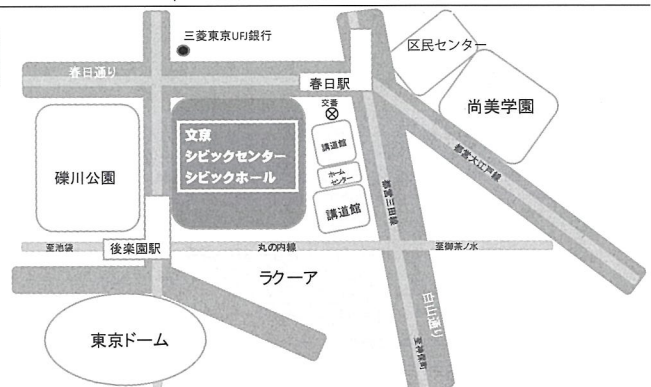 三菱東京UFJ銀行
区民センター
春日通り
春日駅
尚美学園
交番
文京
シビックセンター
シビックホール
講道館
礫川公園
ホーム
センター
都営大江戸線
都営三田線
講道館
至池袋
後楽園駅
丸の内線
至御茶ノ水
ラクーア
白山通り
東京ドーム
至神保町